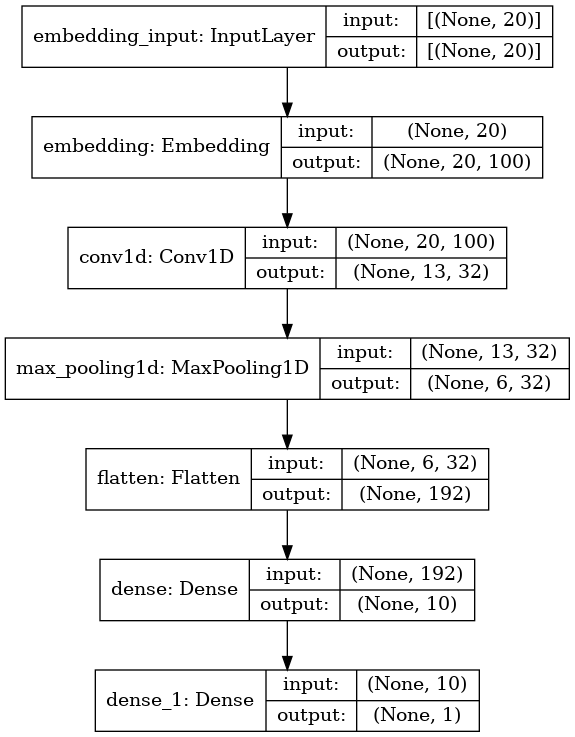 embedding_input: InputLayer input: [(None, 20)]
output: [(None, 20)]
embedding: Embedding input: (None, 20)
output: (None, 20, 100)
conv1d: Conv1D input: (None, 20, 100)
output: (None, 13, 32)
max_pooling1d: MaxPooling1D input: (None, 13, 32)
output: (None, 6, 32)
flatten: Flatten input: (None, 6, 32)
output: (None, 192)
dense: Dense input: (None, 192)
output: (None, 10)
dense_1: Dense input: (None, 10)
output: (None, 1)